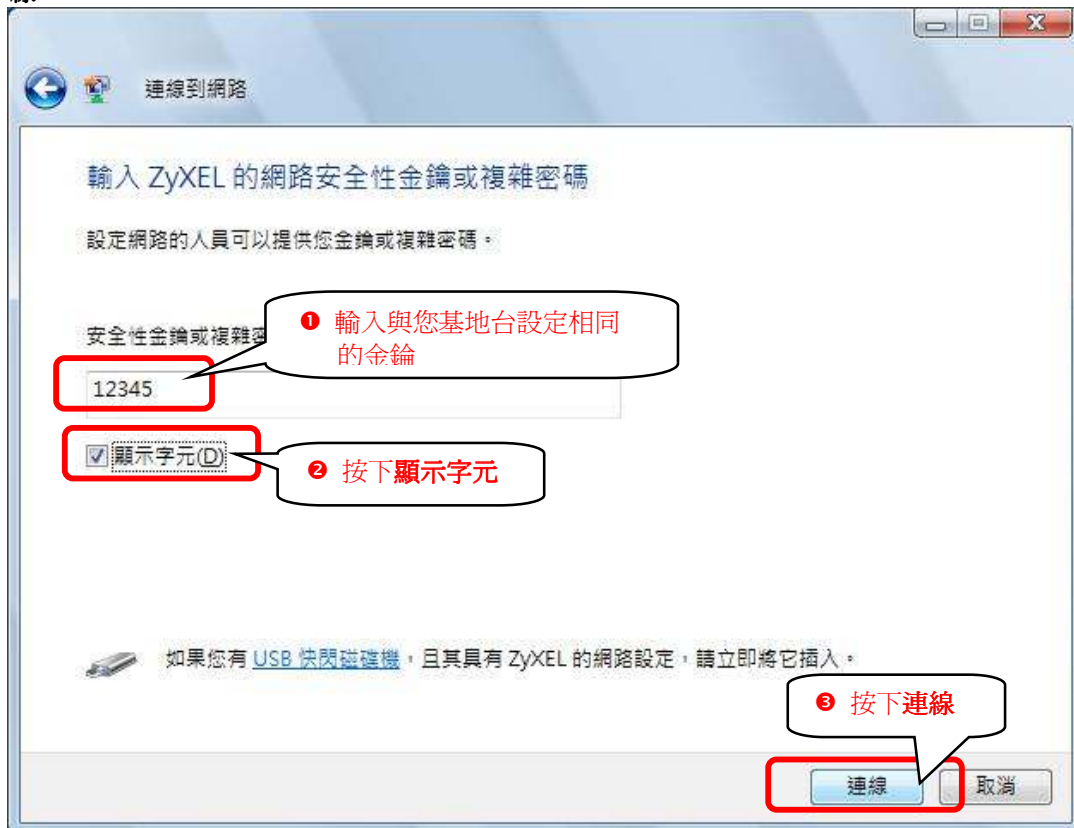 連線到網路
輸入 ZyXEL 的網路安全性金鑰或複雜密碼
設定網路的人員可以提供您金鑰或複雜密碼。
安全性金鑰或複雜
❶ 輸入與您基地台設定相同
的金鑰
12345
顯示字元(D)
❷ 按下顯示字元
如果您有 USB 快閃磁碟機，且其具有 ZyXEL 的網路設定，請立即將它插入。
❸ 按下連線
連線
取消